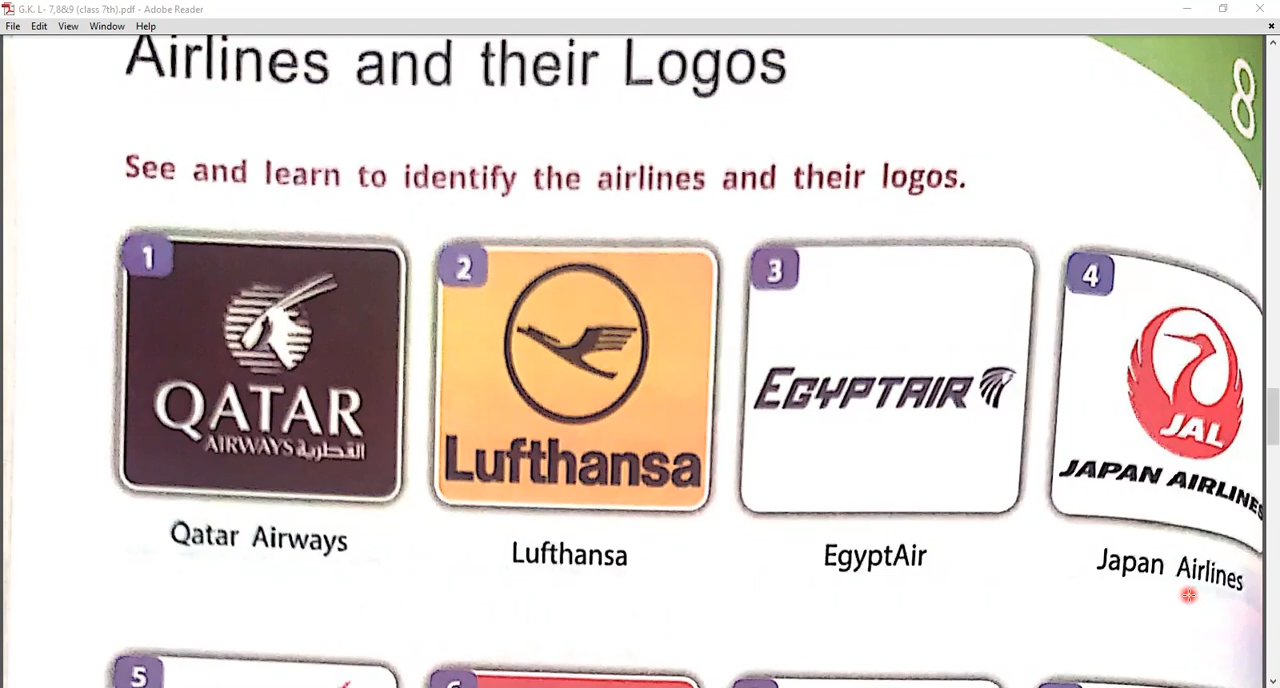 G.K. L- 7,8&9 (class 7th).pdf - Adobe Reader
File Edit View Window Help
Airlines and their Logos
8
See and learn to identify the airlines and their logos.
1
QATAR
AIRWAYS القطرية
Qatar Airways
2
Lufthansa
Lufthansa
3
EGYPTAIR
EgyptAir
4
JAL
JAPAN AIRLINES
Japan Airlines
5